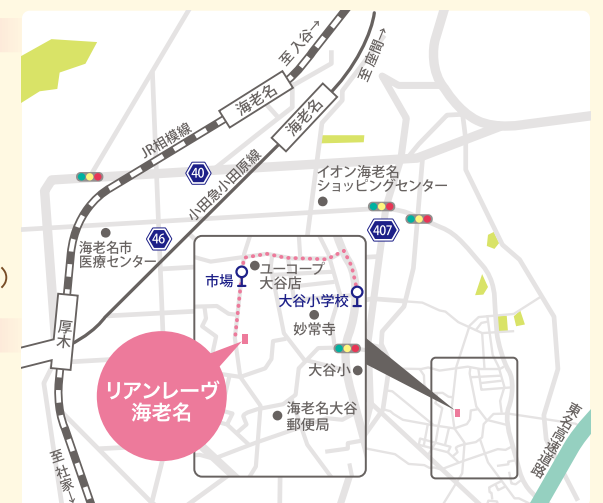 至 入谷→
至 座間→
海老名
海老名
JR相模線
40
小田急小田原線
イオン海老名
ショッピングセンター
46
407
海老名市
医療センター
市場
ユーコープ
大谷店
大谷小学校
妙常寺
厚木
大谷小
リアンレーヴ
海老名
海老名大谷
郵便局
東名高速道路
至 社家→
)